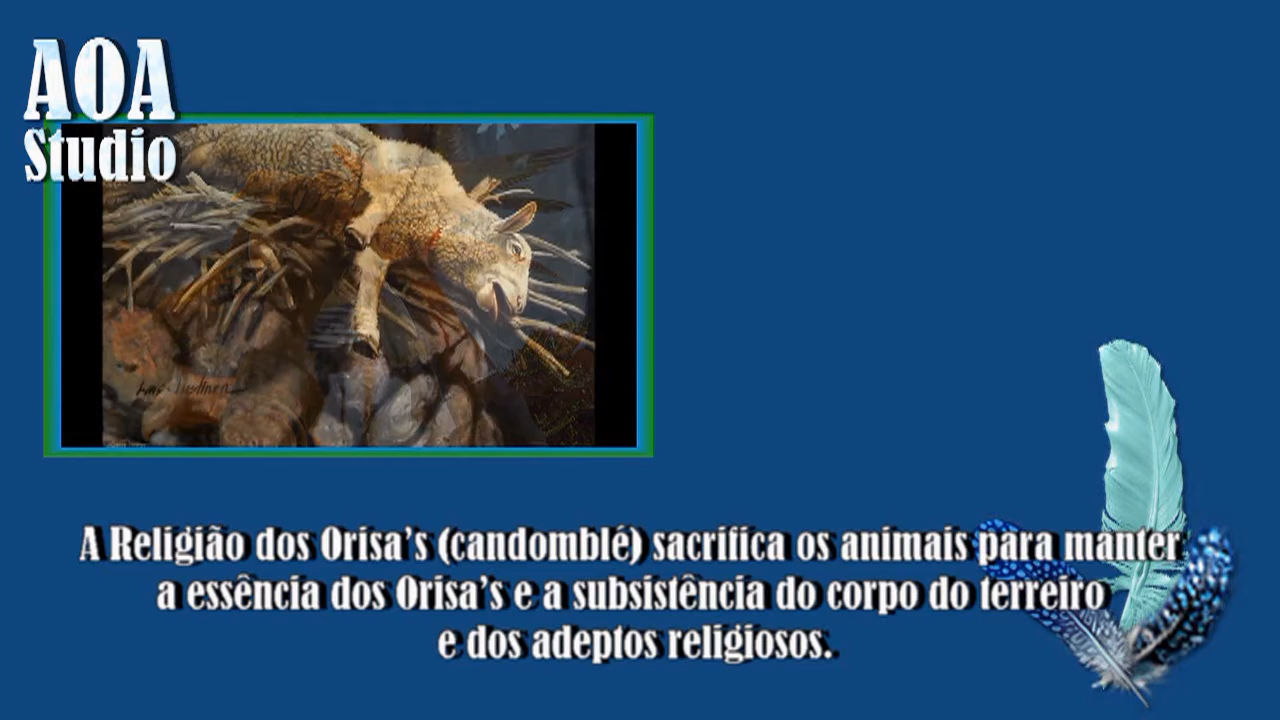 AOA
Studio
A Religião dos Orisa's (candomblé) sacrifica os animais para manter
a essência dos Orisa's e a subsistência do corpo do terreiro
e dos adeptos religiosos.